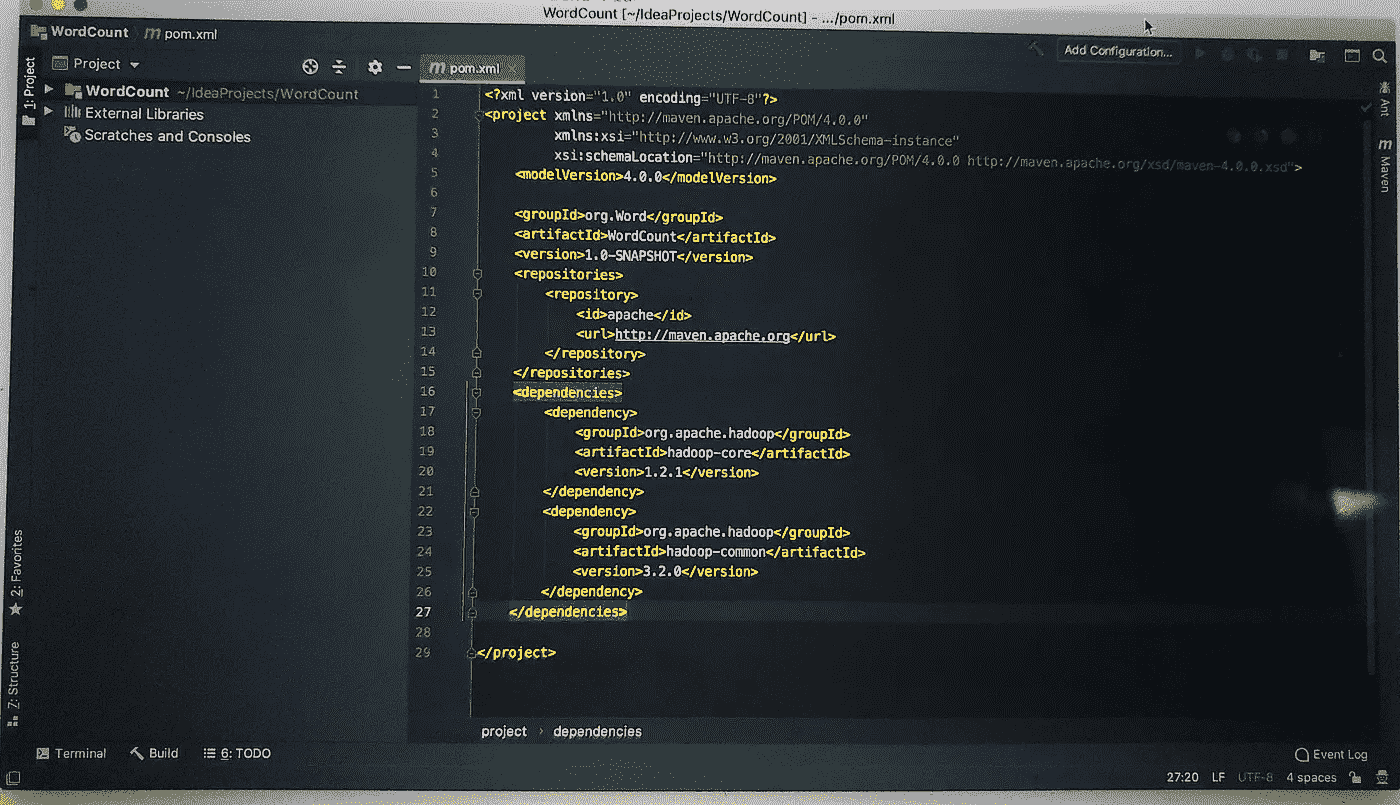 WordCount [~/IdeaProjects/WordCount] - .../pom.xml
WordCount m pom.xml
Add Configuration...
1: Project
Project
m pom.xml
WordCount ~/IdeaProjects/WordCount
External Libraries
Scratches and Consoles
Ant
m Maven
1 <?xml version="1.0" encoding="UTF-8"?>
2 <project xmlns="http://maven.apache.org/POM/4.0.0"
3 xmlns:xsi="http://www.w3.org/2001/XMLSchema-instance"
4 xsi:schemaLocation="http://maven.apache.org/POM/4.0.0 http://maven.apache.org/xsd/maven-4.0.0.xsd">
5 <modelVersion>4.0.0</modelVersion>
6
7 <groupId>org.Word</groupId>
8 <artifactId>WordCount</artifactId>
9 <version>1.0-SNAPSHOT</version>
10 <repositories>
11 <repository>
12 <id>apache</id>
13 <url>http://maven.apache.org</url>
14 </repository>
15 </repositories>
16 <dependencies>
17 <dependency>
18 <groupId>org.apache.hadoop</groupId>
19 <artifactId>hadoop-core</artifactId>
20 <version>1.2.1</version>
21 </dependency>
22 <dependency>
23 <groupId>org.apache.hadoop</groupId>
24 <artifactId>hadoop-common</artifactId>
25 <version>3.2.0</version>
26 </dependency>
27 </dependencies>
28
29 </project>
2: Favorites
7: Structure
project › dependencies
Terminal Build 6: TODO
Event Log
27:20 LF UTF-8 4 spaces